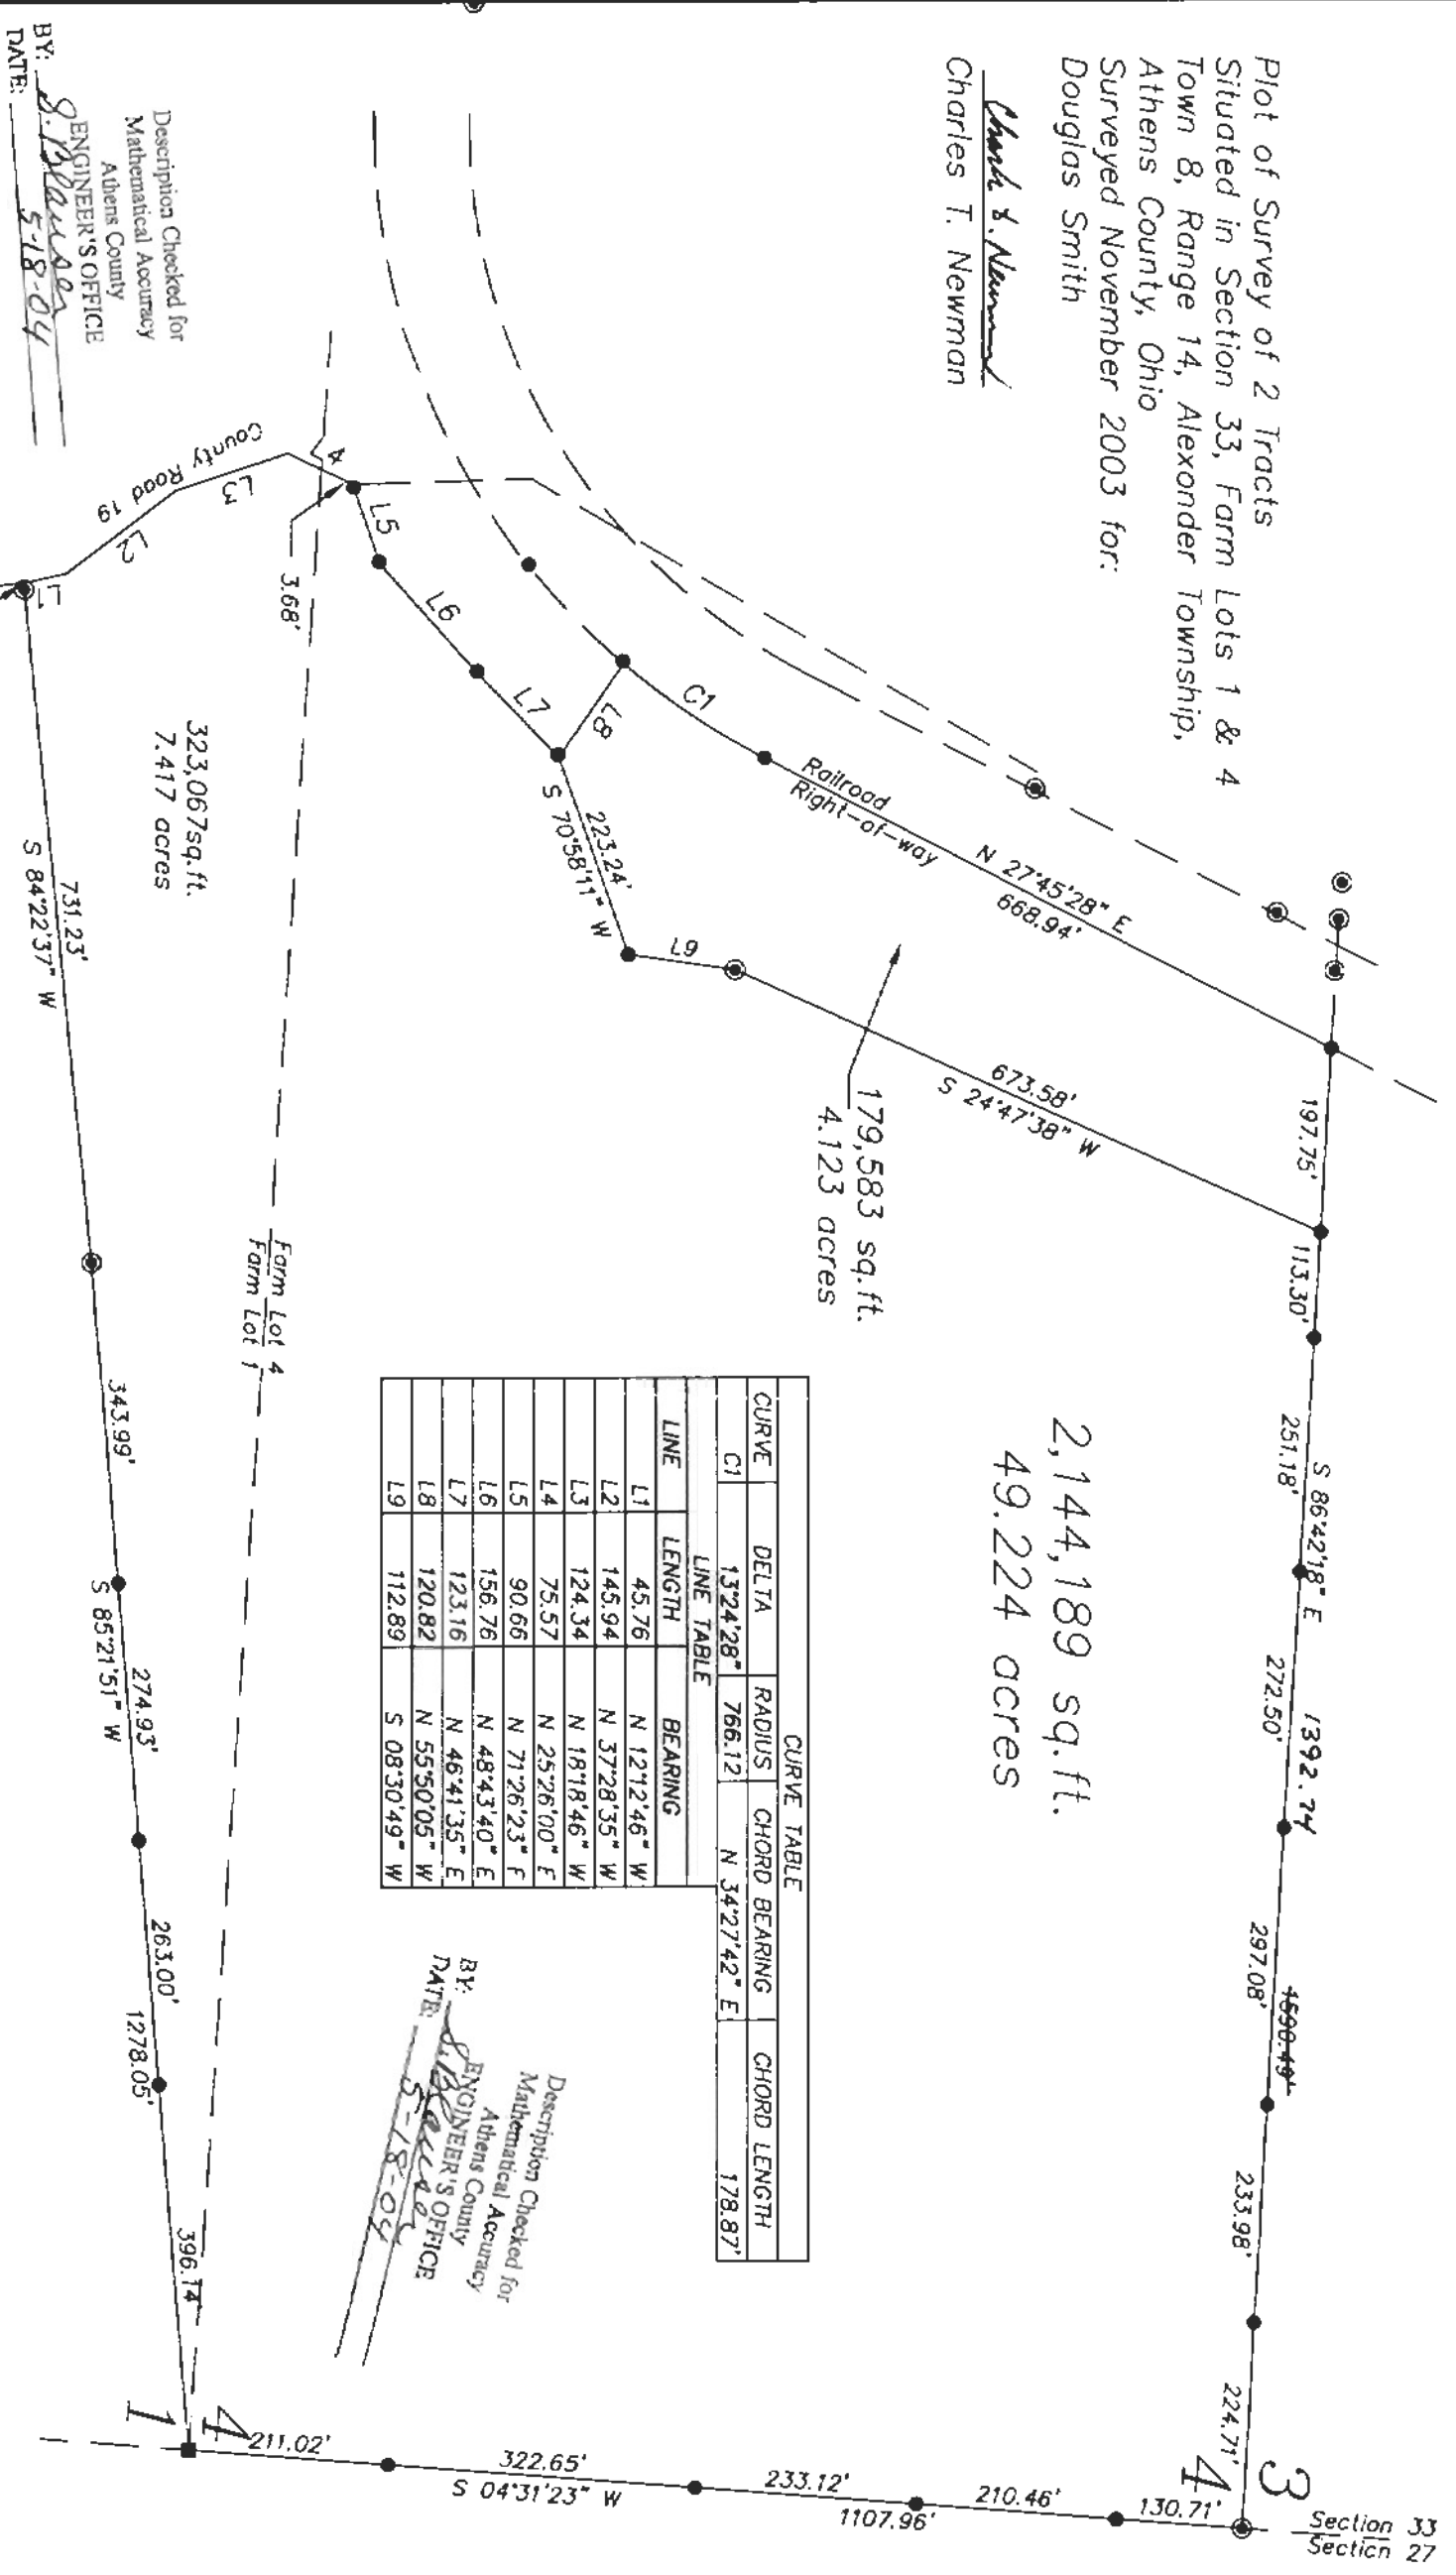 Plot of Survey of 2 Tracts
Situated in Section 33, Farm Lots 1 & 4
Town 8, Range 14, Alexander Township,
Athens County, Ohio
Surveyed November 2003 for:
Douglas Smith
Charles T. Newman
Charles T. Newman
Section 33
Section 27
3
4
197.75'
113.30'
251.18'
S 86°42'18" E
272.50'
1392.74
297.08'
1590.49'
233.98'
224.71'
130.71'
210.46'
1107.96'
233.12'
322.65'
S 04°31'23" W
211.02'
4
1
Railroad
Right-of-way
N 27°45'28" E
668.94'
673.58'
S 24°47'38" W
179,583 sq.ft.
4.123 acres
2,144,189 sq.ft.
49.224 acres
C1
L9
L8
L7
L6
L5
223.24'
S 70°58'11" W
CURVE TABLE
CURVE DELTA RADIUS CHORD BEARING CHORD LENGTH
C1 13°24'28" 766.12 N 34°27'42" E 178.87'
LINE TABLE
LINE LENGTH BEARING
L1 45.76 N 12°12'46" W
L2 145.94 N 37°28'35" W
L3 124.34 N 18°18'46" W
L4 75.57 N 25°26'00" E
L5 90.66 N 71°26'23" E
L6 156.76 N 48°43'40" E
L7 123.16 N 46°41'35" E
L8 120.82 N 55°50'05" W
L9 112.89 S 08°30'49" W
Description Checked for
Mathematical Accuracy
Athens County
ENGINEER'S OFFICE
BY: S. Blauser
DATE: 5-18-04
3.68'
4
L3
County Road 19
L2
L1
Farm Lot 4
Farm Lot 1
323,067sq.ft.
7.417 acres
731.23'
S 84°22'37" W
343.99'
274.93'
S 85°21'51" W
263.00'
1278.05'
396.14'
Description Checked for
Mathematical Accuracy
Athens County
ENGINEER'S OFFICE
BY: S. Blauser
DATE: 5-18-04